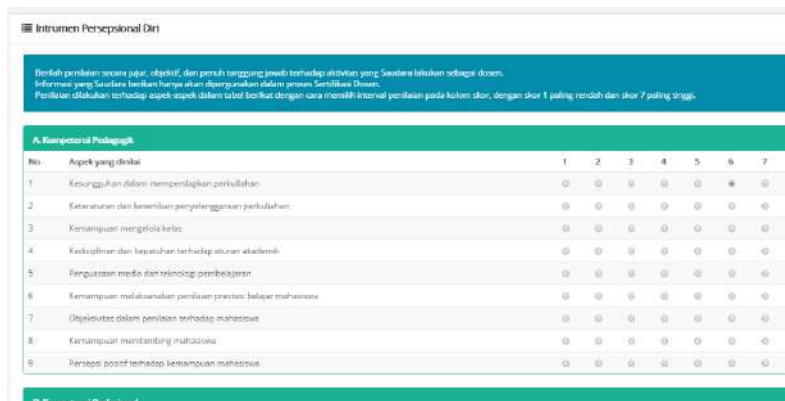 Intrumen Persepsional Diri
Berilah penilaian secara jujur, objektif, dan penuh tanggung jawab terhadap aktivitas yang Saudara lakukan sebagai dosen.
Informasi yang Saudara berikan hanya akan dipergunakan dalam proses Sertifikasi Dosen.
Penilaian dilakukan terhadap aspek-aspek dalam tabel berikut dengan cara memilih interval penilaian pada kolom skor, dengan skor 1 paling rendah dan skor 7 paling tinggi.
A. Kompetensi Pedagogik
No Aspek yang dinilai 1 2 3 4 5 6 7
1 Kesungguhan dalam mempersiapkan perkuliahan
2 Keteraturan dan ketertiban penyelenggaraan perkuliahan
3 Kemampuan mengelola kelas
4 Kedisiplinan dan kepatuhan terhadap aturan akademik
5 Penguasaan media dan teknologi pembelajaran
6 Kemampuan melaksanakan penilaian prestasi belajar mahasiswa
7 Objektivitas dalam penilaian terhadap mahasiswa
8 Kemampuan membimbing mahasiswa
9 Persepsi positif terhadap kemampuan mahasiswa